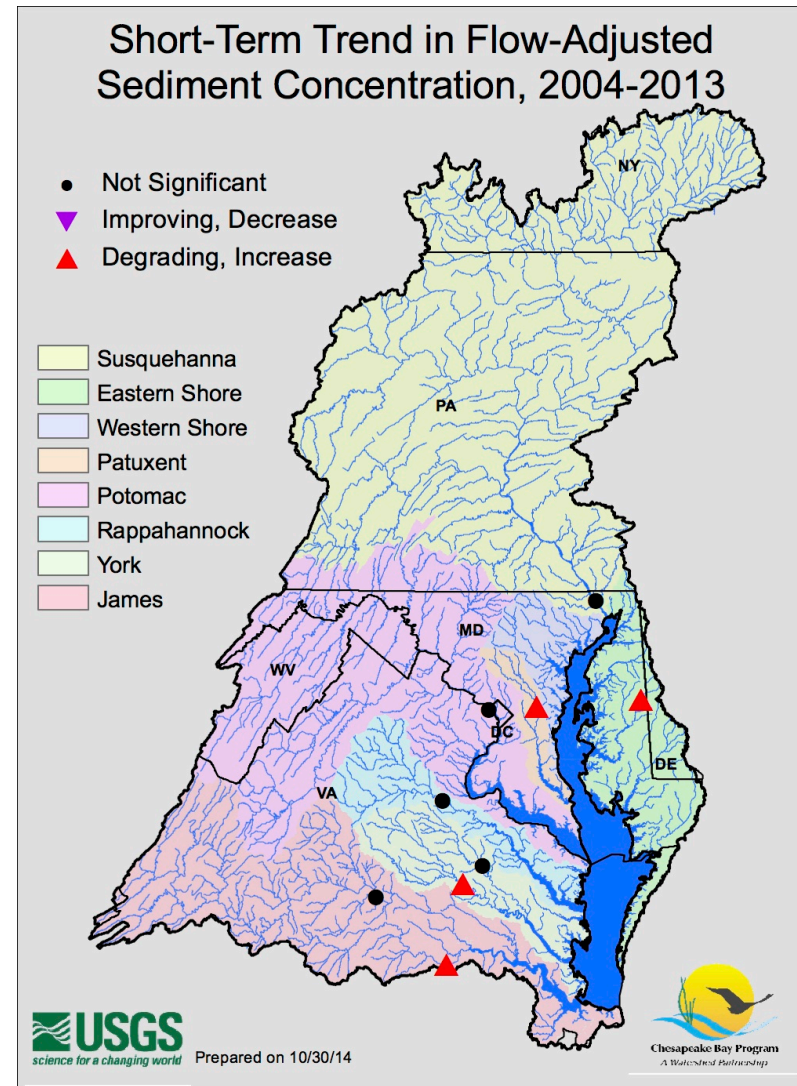 Short-Term Trend in Flow-Adjusted
Sediment Concentration, 2004-2013
Not Significant
Improving, Decrease
Degrading, Increase
Susquehanna
Eastern Shore
Western Shore
Patuxent
Potomac
Rappahannock
York
James
NY
PA
MD
WV
DC
DE
VA
USGS
science for a changing world
Prepared on 10/30/14
Chesapeake Bay Program
A Watershed Partnership